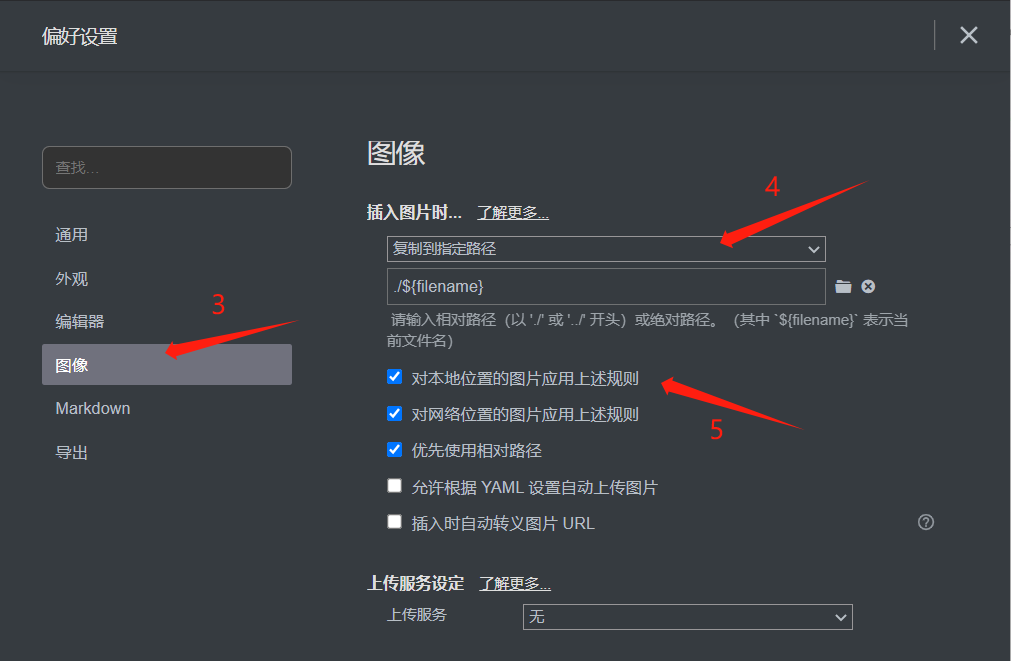 偏好设置
查找...
通用
外观
编辑器
图像
Markdown
导出
3
图像
插入图片时... 了解更多...
4
复制到指定路径
./${filename}
请输入相对路径（以 './' 或 '../' 开头）或绝对路径。（其中 `${filename}` 表示当
前文件名）
对本地位置的图片应用上述规则
5
对网络位置的图片应用上述规则
优先使用相对路径
允许根据 YAML 设置自动上传图片
插入时自动转义图片 URL
上传服务设定 了解更多...
上传服务 无